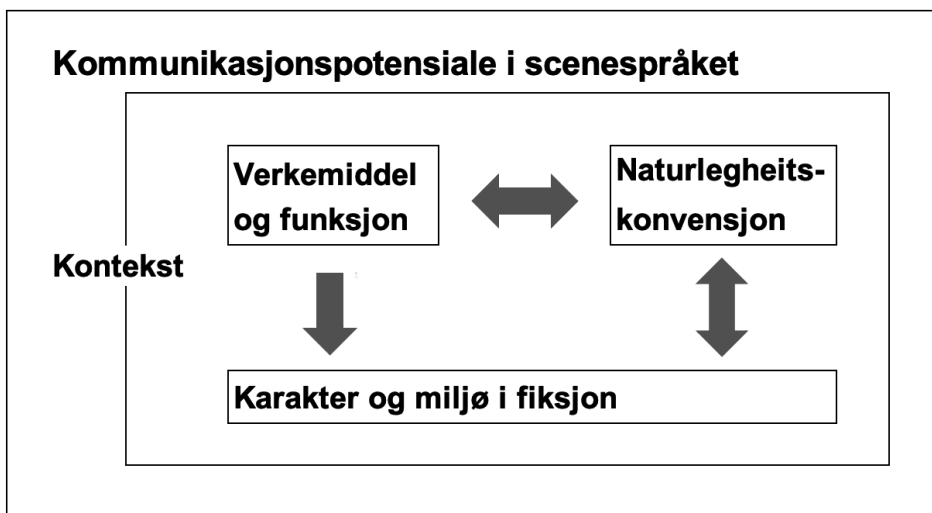 Kommunikasjonspotensiale i scenespråket
Verkemiddel
og funksjon
Naturlegheits-
konvensjon
Kontekst
Karakter og miljø i fiksjon